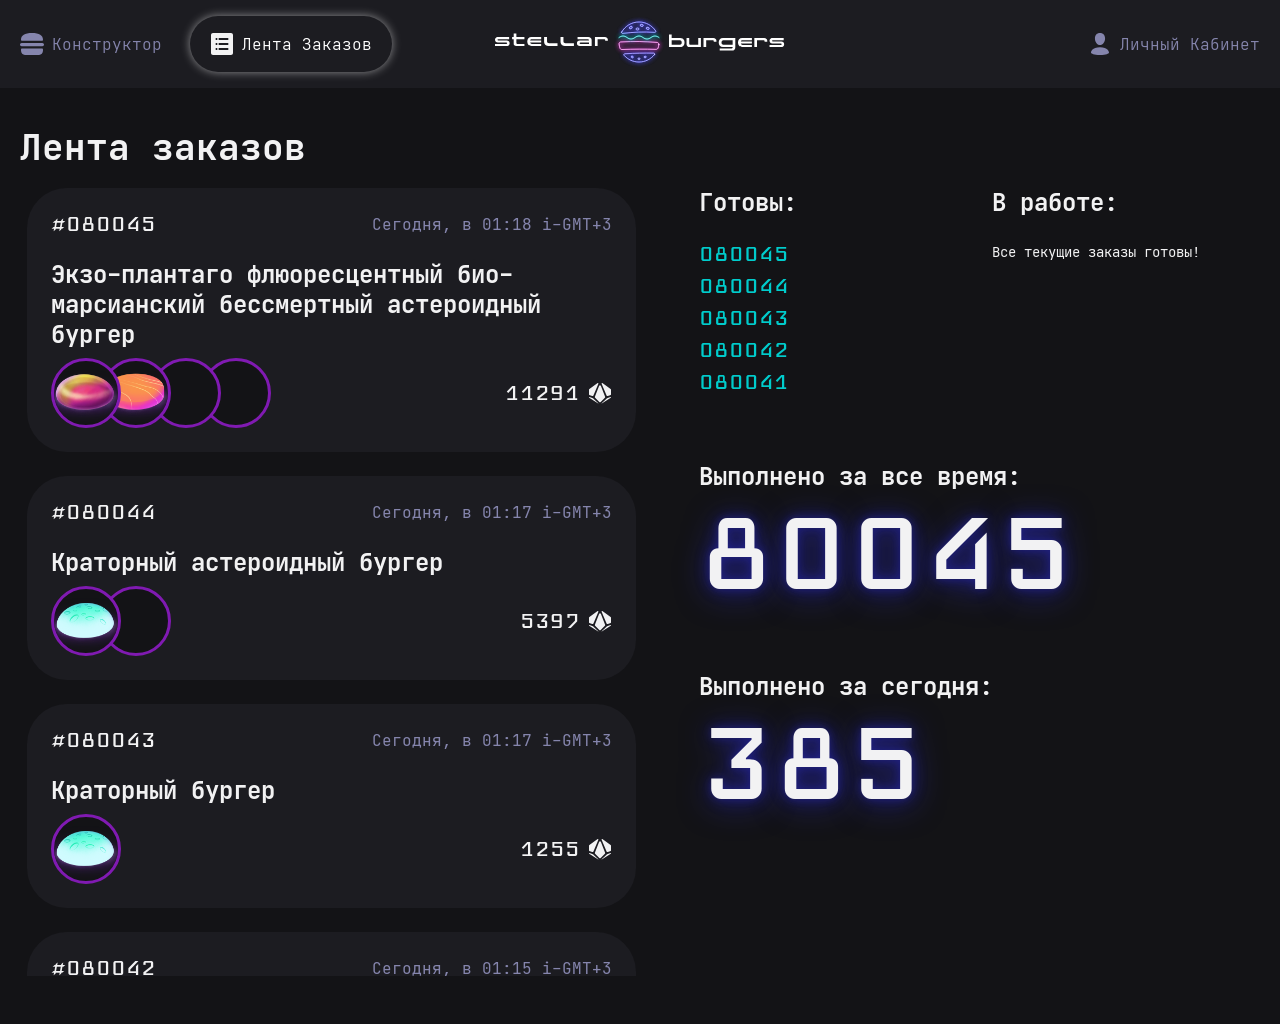 Конструктор
Лента Заказов
stellar burgers
Личный Кабинет
Лента заказов
#080045
Сегодня, в 01:18 i-GMT+3
Экзо-плантаго флюоресцентный био-
марсианский бессмертный астероидный
бургер
11291
#080044
Сегодня, в 01:17 i-GMT+3
Краторный астероидный бургер
5397
#080043
Сегодня, в 01:17 i-GMT+3
Краторный бургер
1255
#080042
Сегодня, в 01:15 i-GMT+3
Готовы:
080045
080044
080043
080042
080041
В работе:
Все текущие заказы готовы!
Выполнено за все время:
80045
Выполнено за сегодня:
385